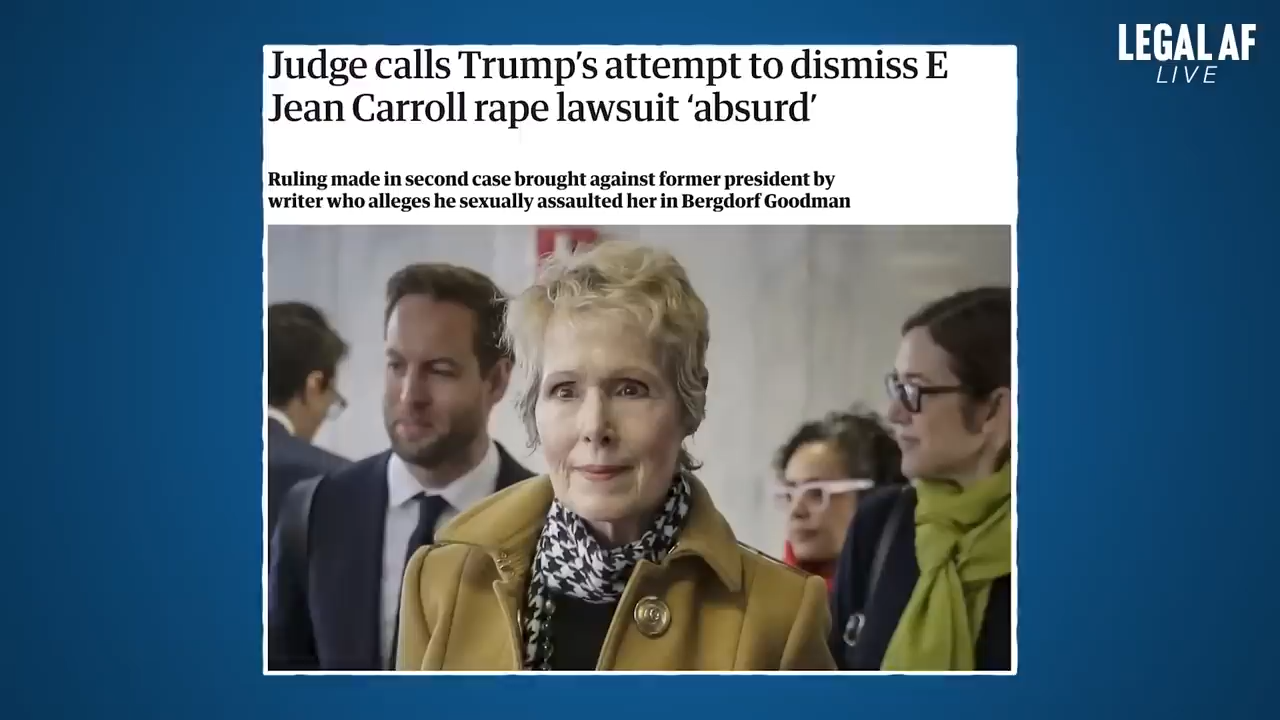 LEGAL AF
LIVE
Judge calls Trump’s attempt to dismiss E
Jean Carroll rape lawsuit ‘absurd’
Ruling made in second case brought against former president by
writer who alleges he sexually assaulted her in Bergdorf Goodman